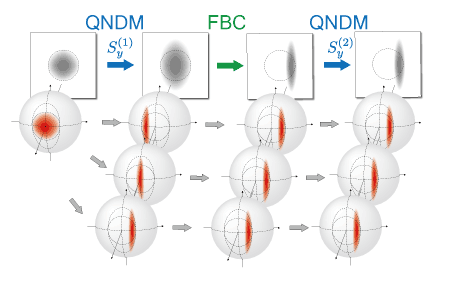 QNDM FBC QNDM
S_y^{(1)} S_y^{(2)}